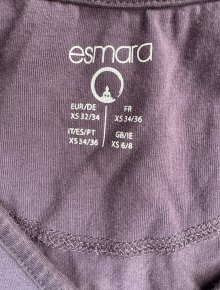 esmara
EUR/DE FR
XS 32/34 XS 34/36
IT/ES/PT GB/IE
XS 34/36 XS 6/8